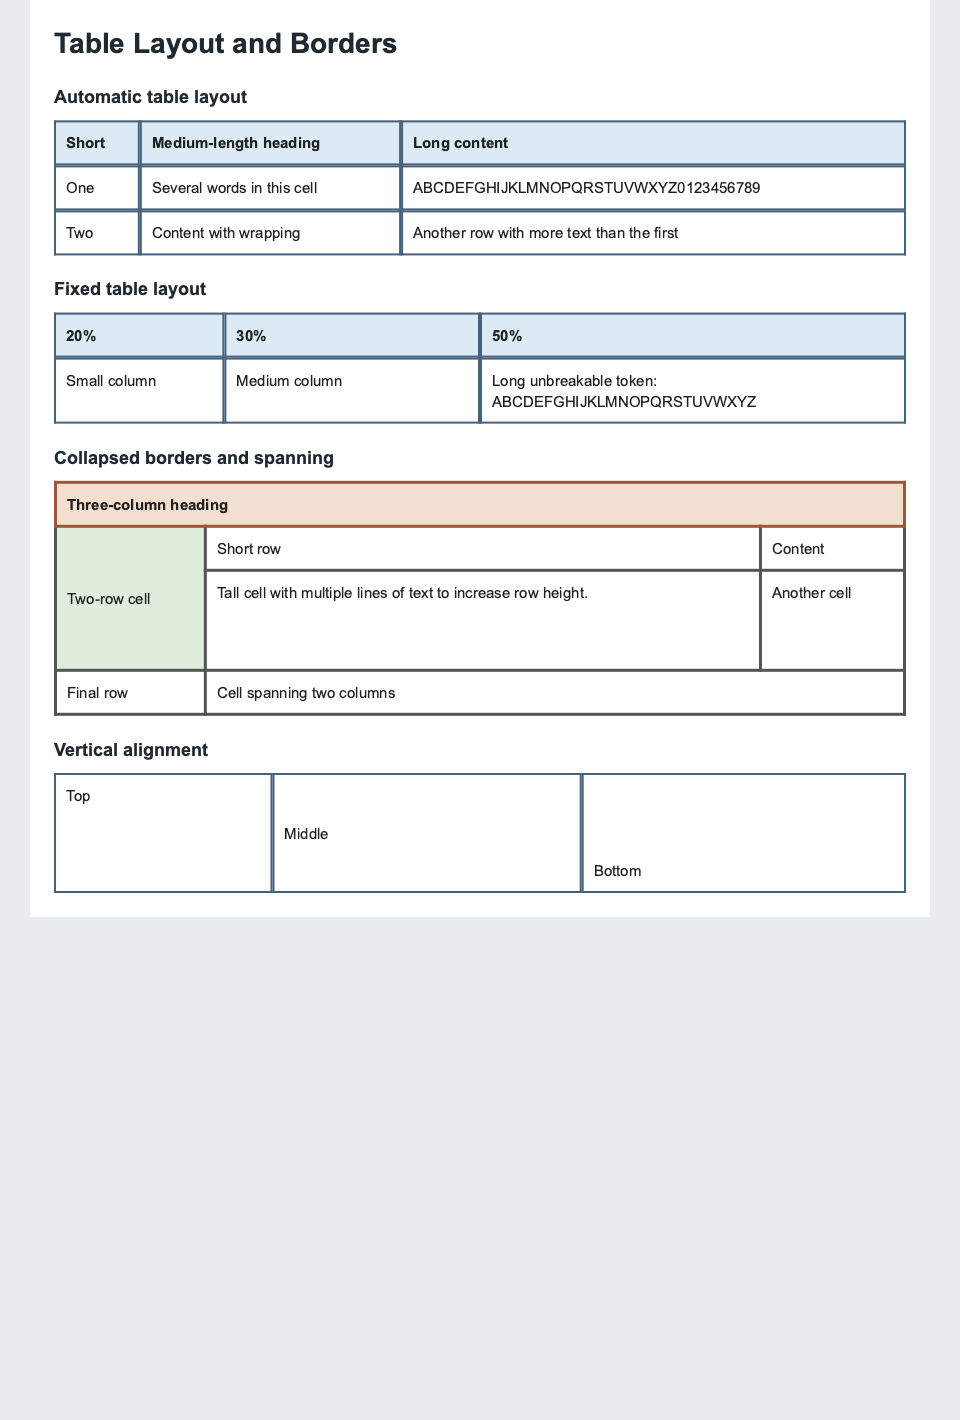 Table Layout and Borders
Automatic table layout
Short Medium-length heading Long content
One Several words in this cell ABCDEFGHIJKLMNOPQRSTUVWXYZ0123456789
Two Content with wrapping Another row with more text than the first
Fixed table layout
20% 30% 50%
Small column Medium column Long unbreakable token:
ABCDEFGHIJKLMNOPQRSTUVWXYZ
Collapsed borders and spanning
Three-column heading
Short row Content
Two-row cell
Tall cell with multiple lines of text to increase row height. Another cell
Final row Cell spanning two columns
Vertical alignment
Top
Middle
Bottom